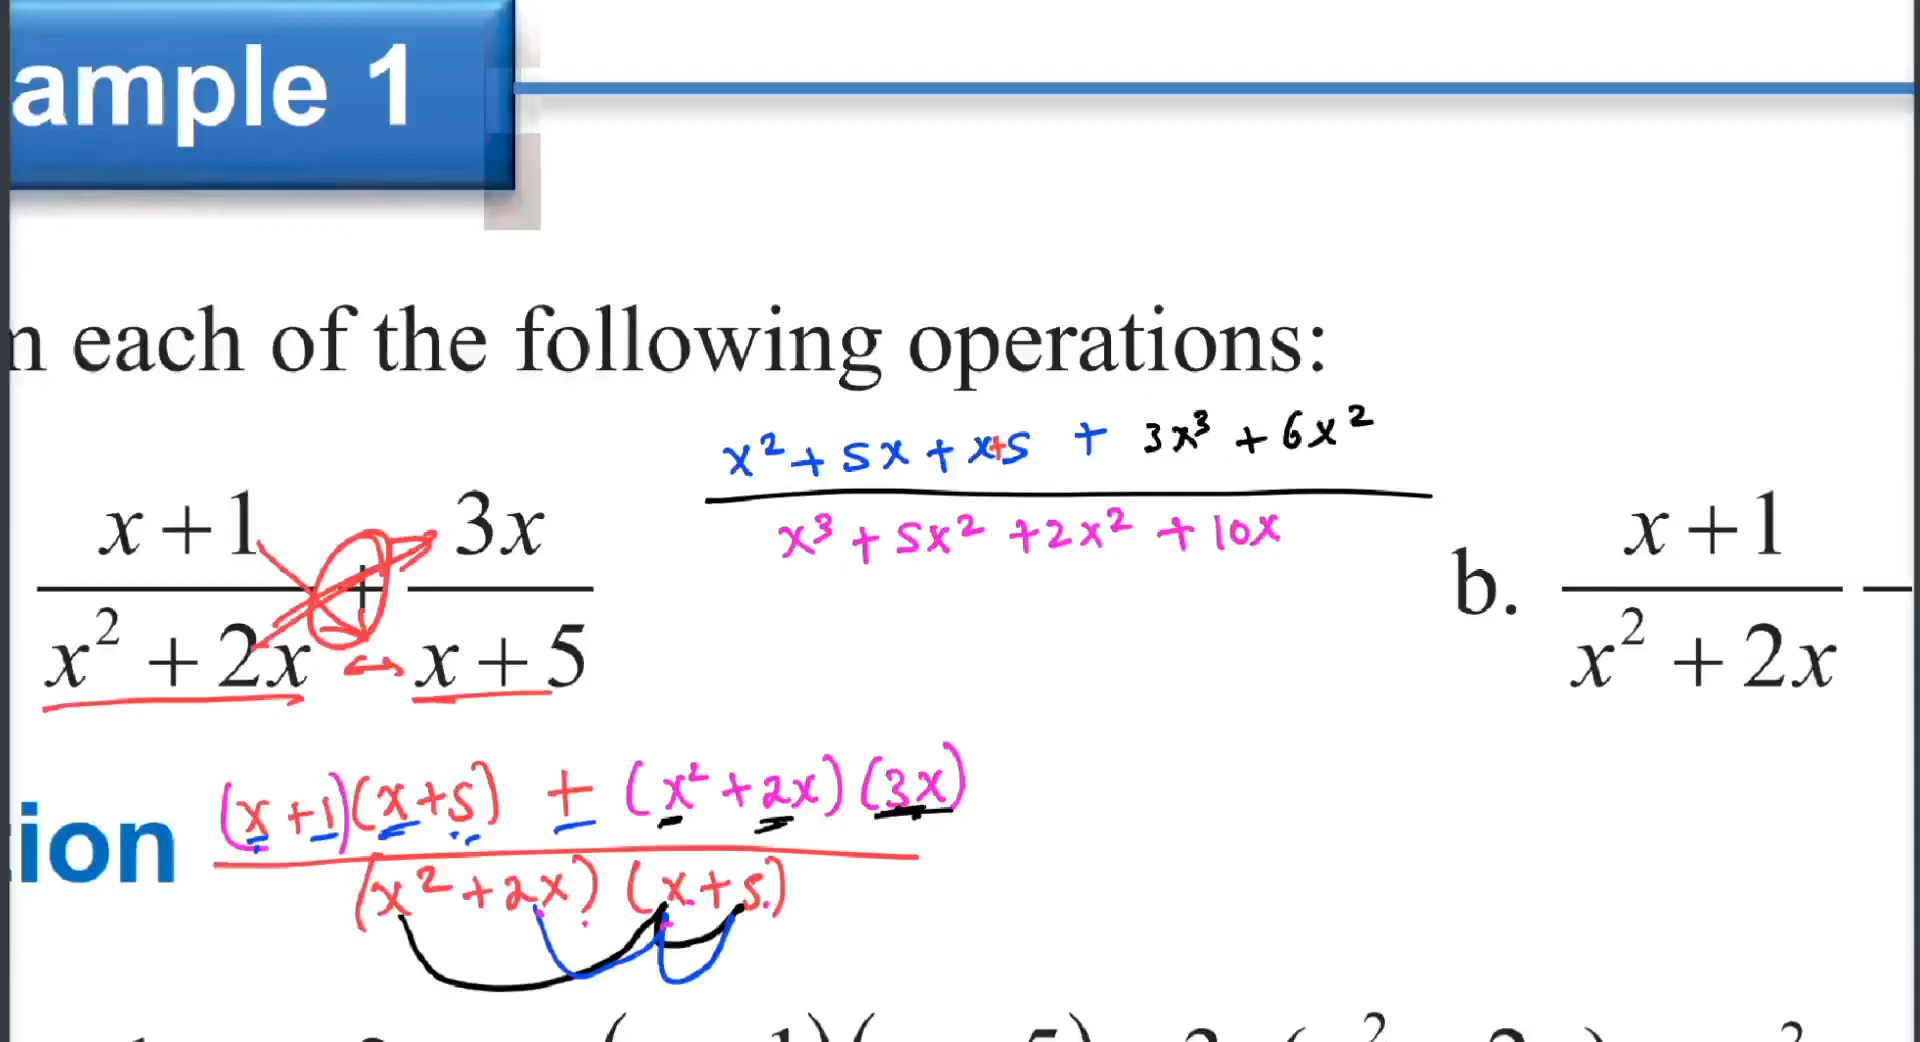 ample 1
n each of the following operations:
x² + 5x + x+5 + 3x³ + 6x²
x³ + 5x² + 2x² + 10x
x+1 3x
+
x² + 2x x+5
b. x+1
−
x² + 2x
(x+1)(x+5) + (x² + 2x)(3x)
tion
(x² + 2x)(x+5)